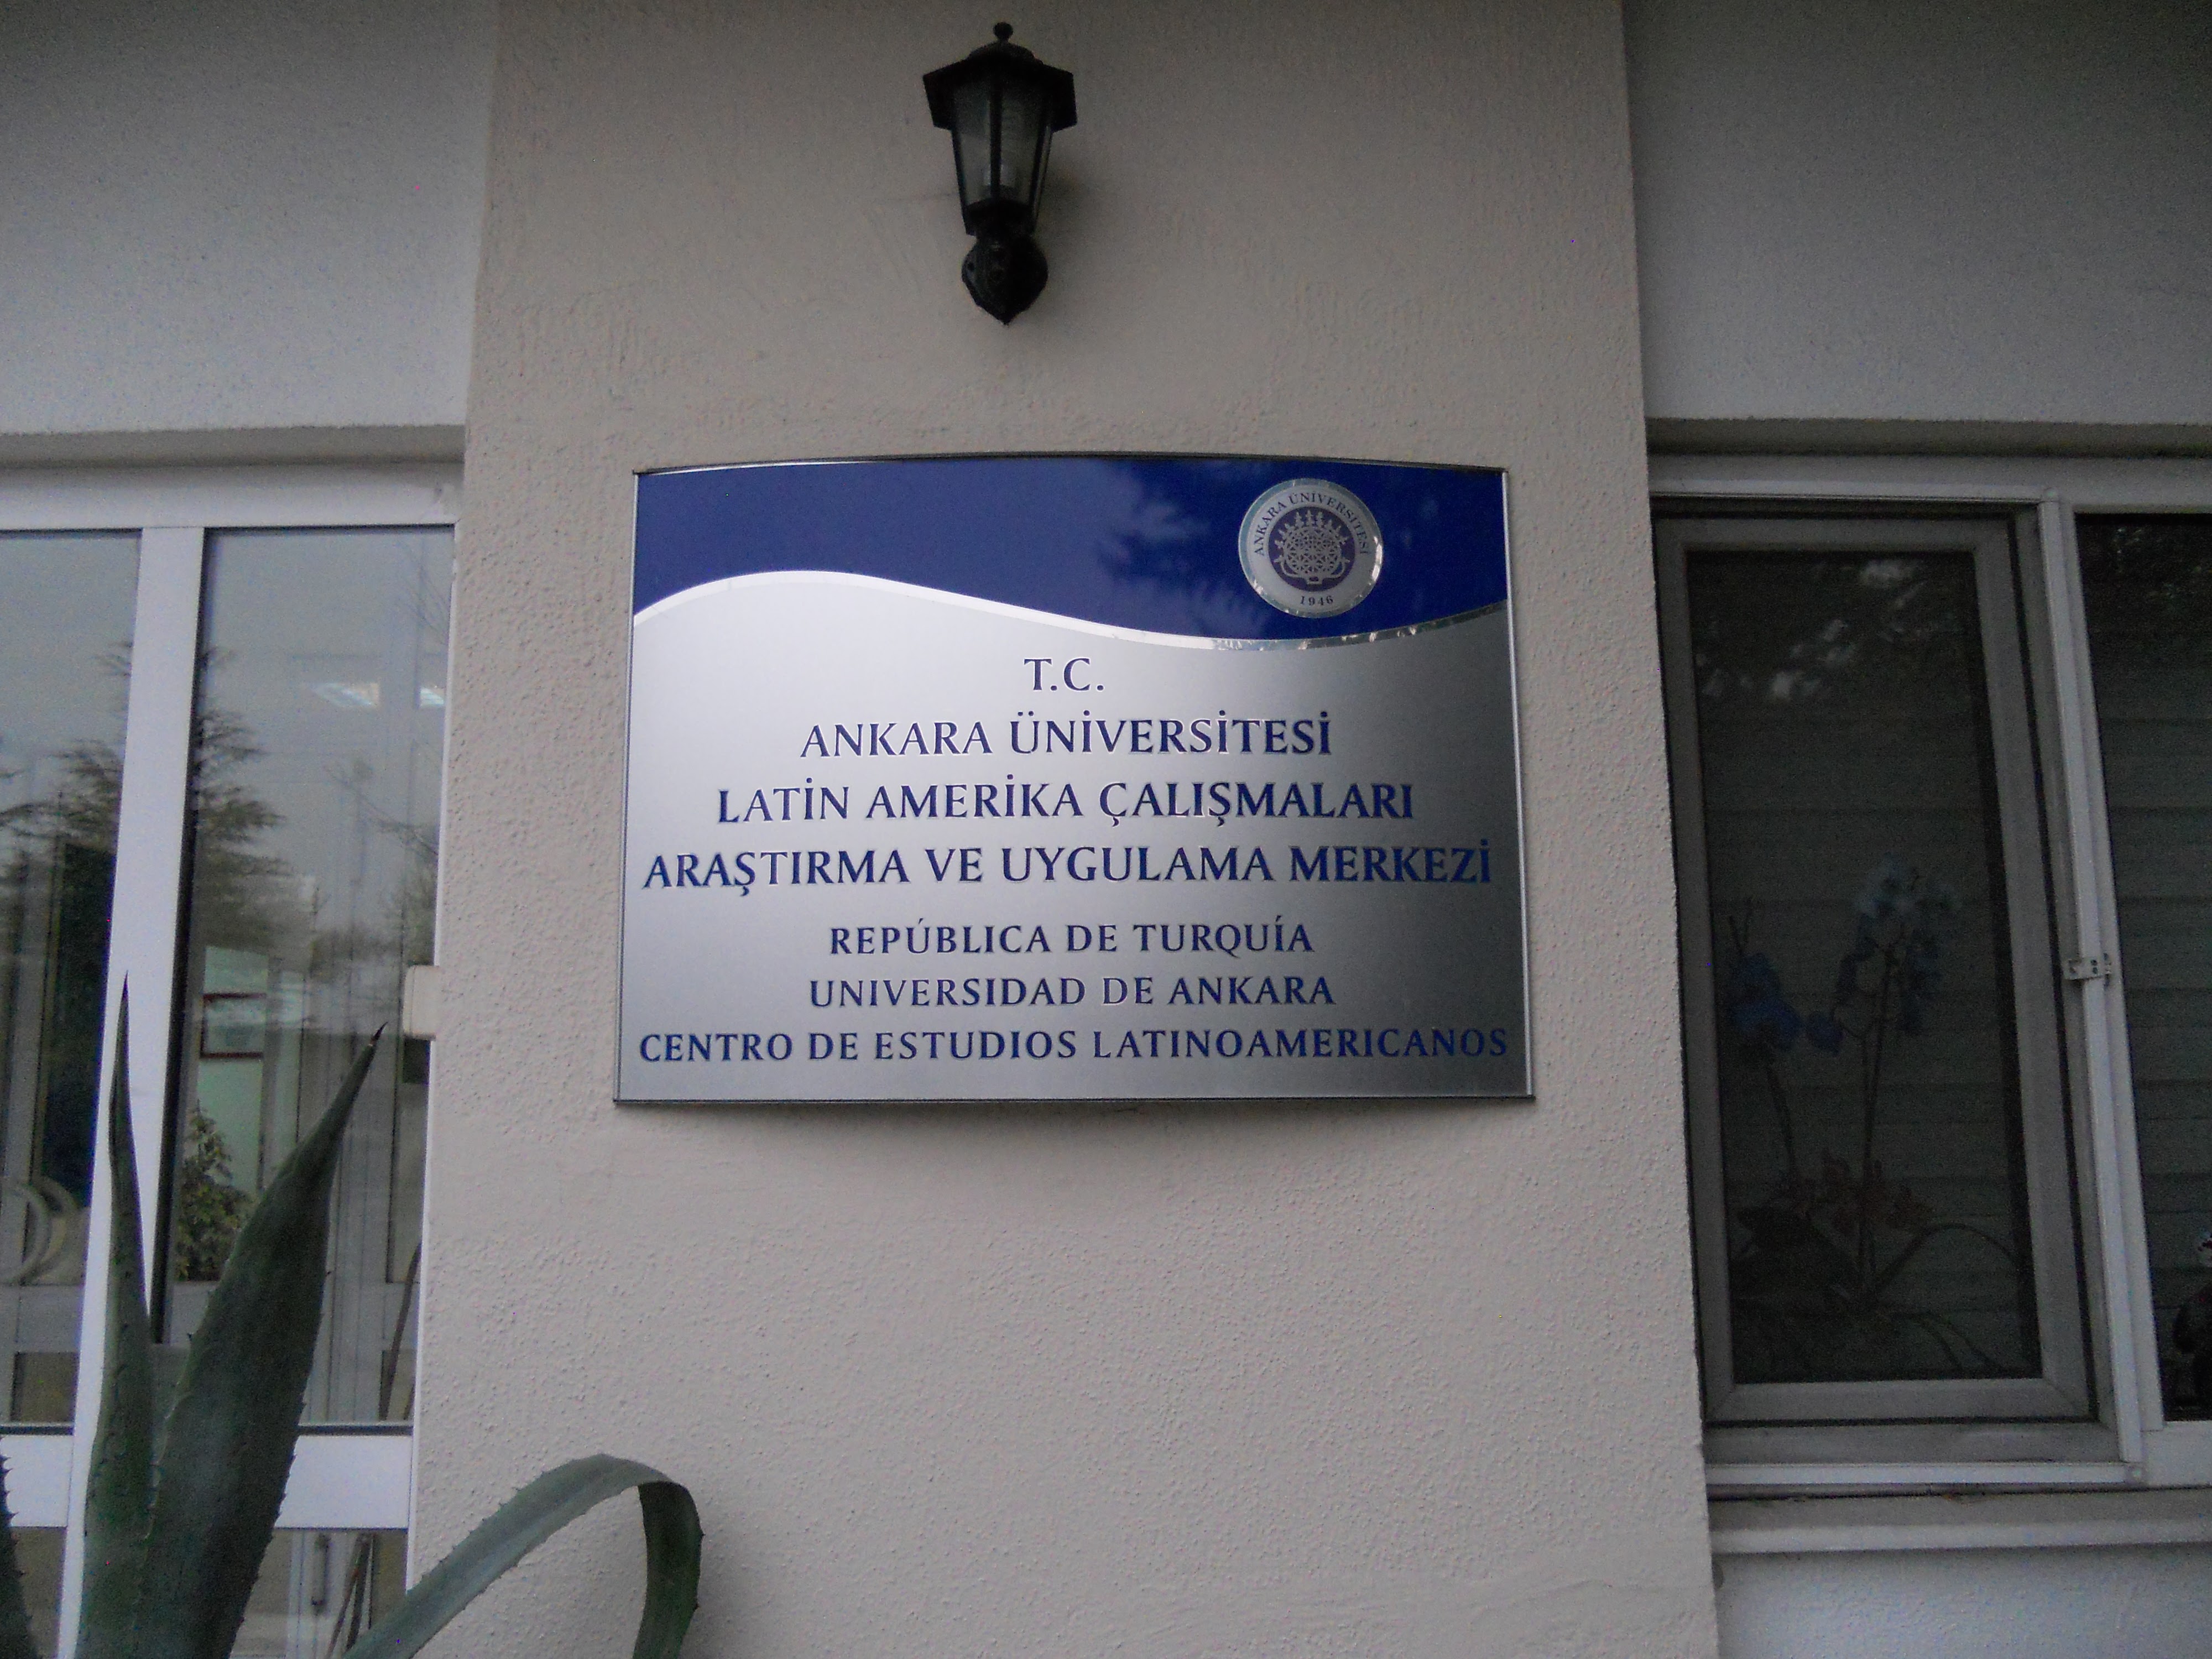 ANKARA ÜNİVERSİTESİ
1946
T.C.
ANKARA ÜNİVERSİTESİ
LATİN AMERİKA ÇALIŞMALARI
ARAŞTIRMA VE UYGULAMA MERKEZİ
REPÚBLICA DE TURQUÍA
UNIVERSIDAD DE ANKARA
CENTRO DE ESTUDIOS LATINOAMERICANOS